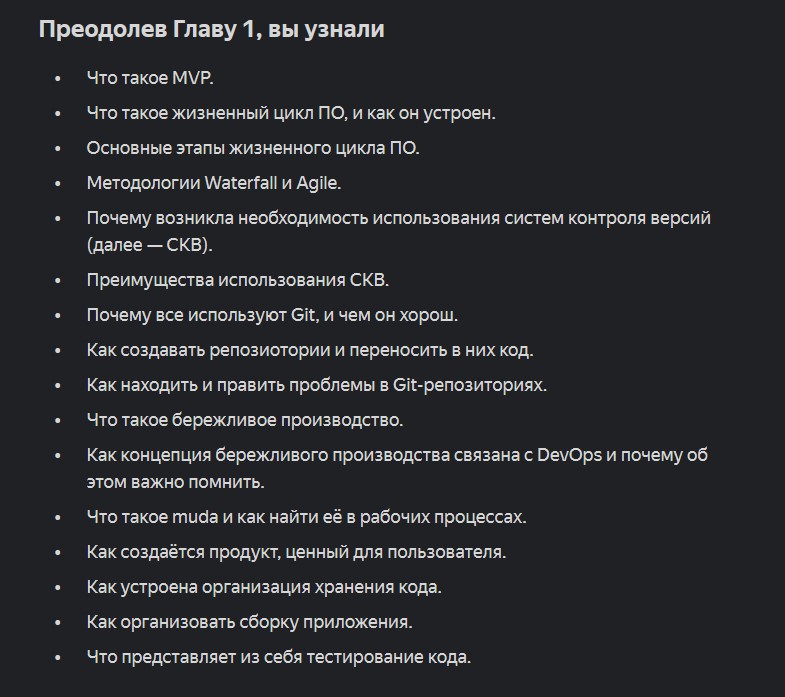 Преодолев Главу 1, вы узнали
• Что такое MVP.
• Что такое жизненный цикл ПО, и как он устроен.
• Основные этапы жизненного цикла ПО.
• Методологии Waterfall и Agile.
• Почему возникла необходимость использования систем контроля версий
(далее — СКВ).
• Преимущества использования СКВ.
• Почему все используют Git, и чем он хорош.
• Как создавать репозиотории и переносить в них код.
• Как находить и править проблемы в Git-репозиториях.
• Что такое бережливое производство.
• Как концепция бережливого производства связана с DevOps и почему об
этом важно помнить.
• Что такое muda и как найти её в рабочих процессах.
• Как создаётся продукт, ценный для пользователя.
• Как устроена организация хранения кода.
• Как организовать сборку приложения.
• Что представляет из себя тестирование кода.